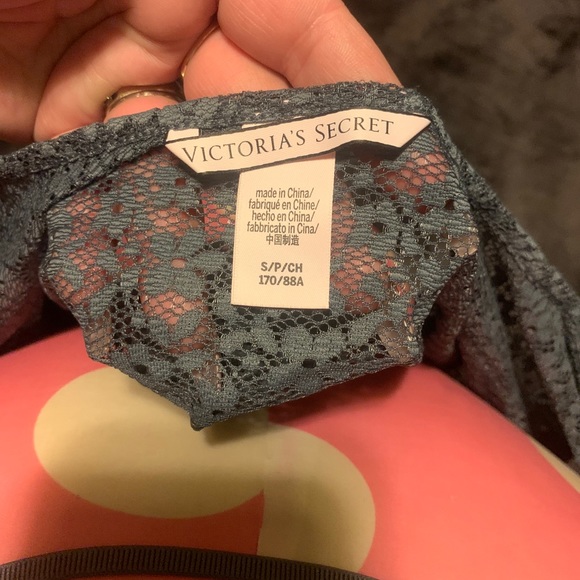 VICTORIA'S SECRET
made in China/
fabriqué en Chine/
hecho en China/
fabbricato in Cina/
中国制造
S/P/CH
170/88A